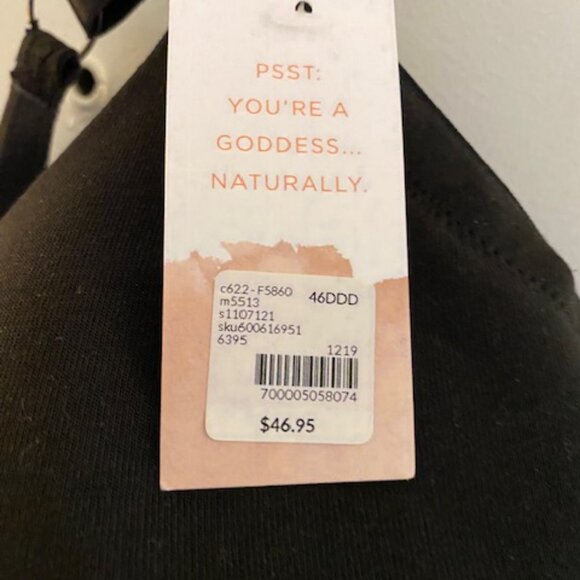 PSST:
YOU'RE A
GODDESS...
NATURALLY.
c622-F5860 46DDD
m5513
s1107121
sku600616951
6395
1219
700005058074
$46.95